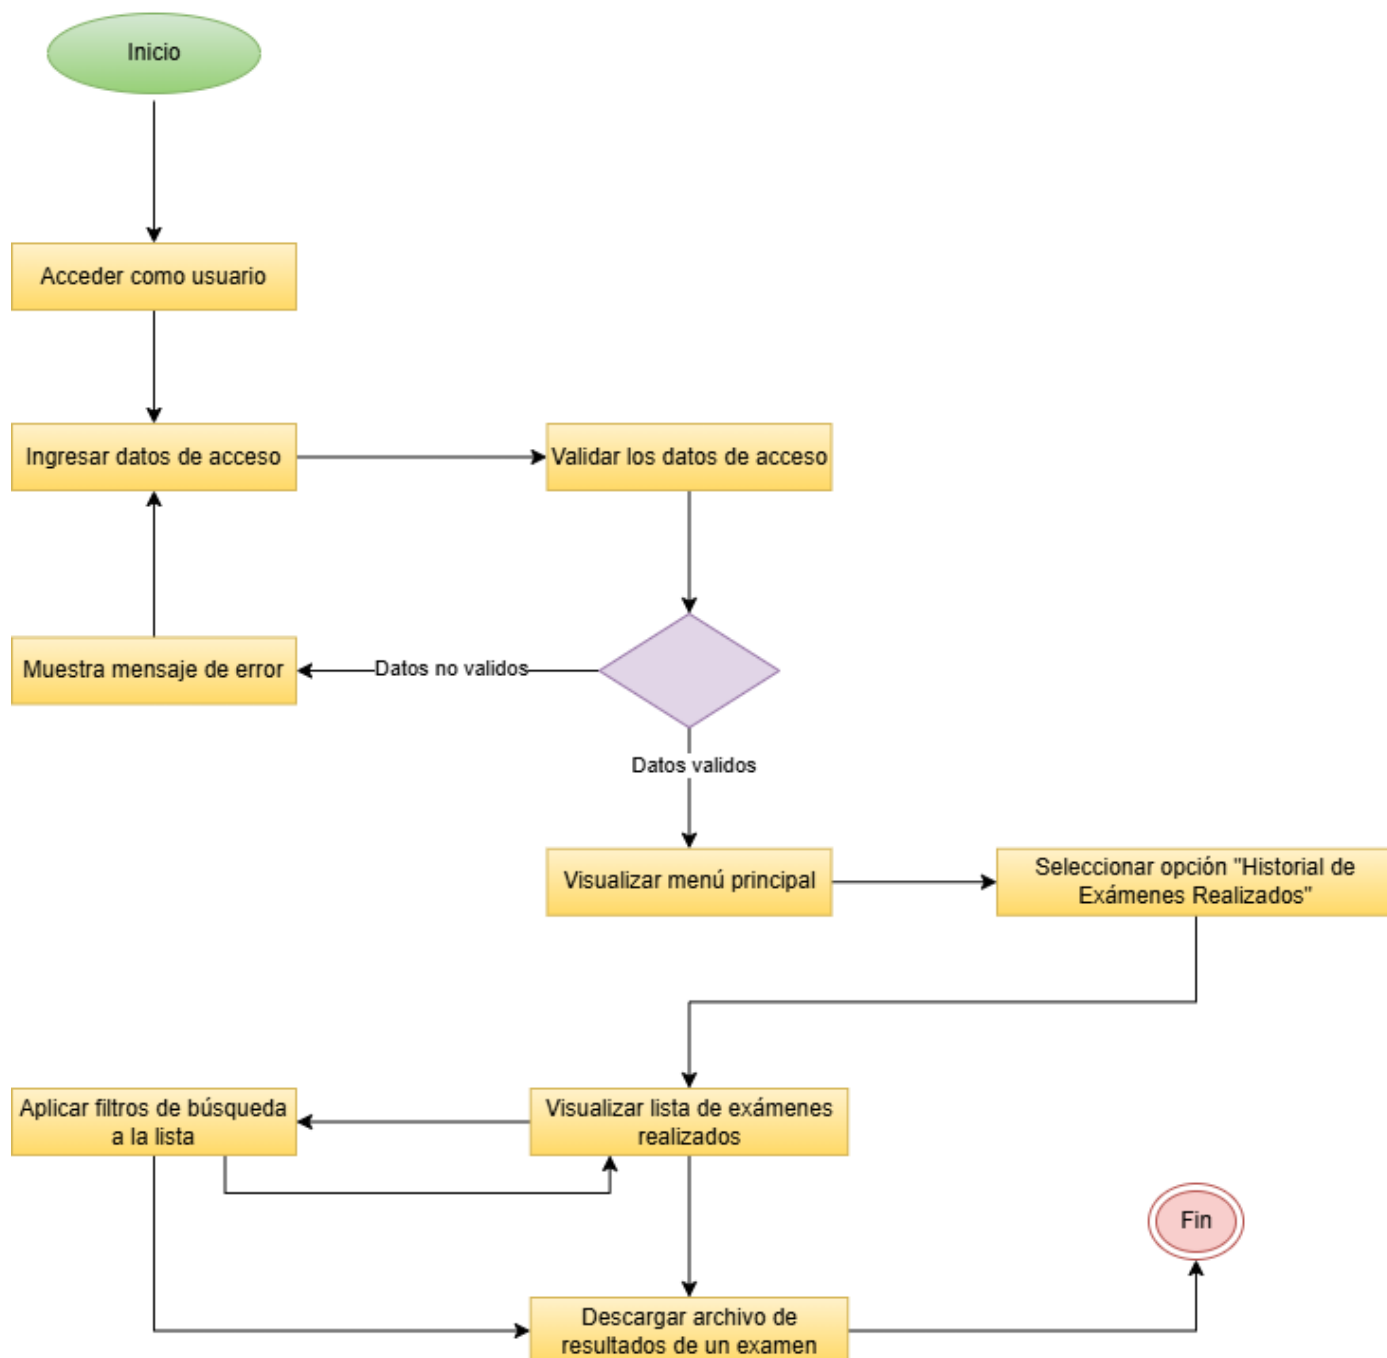 Inicio
Acceder como usuario
Ingresar datos de acceso
Validar los datos de acceso
Muestra mensaje de error
Datos no validos
Datos validos
Visualizar menú principal
Seleccionar opción "Historial de
Exámenes Realizados"
Aplicar filtros de búsqueda
a la lista
Visualizar lista de exámenes
realizados
Fin
Descargar archivo de
resultados de un examen